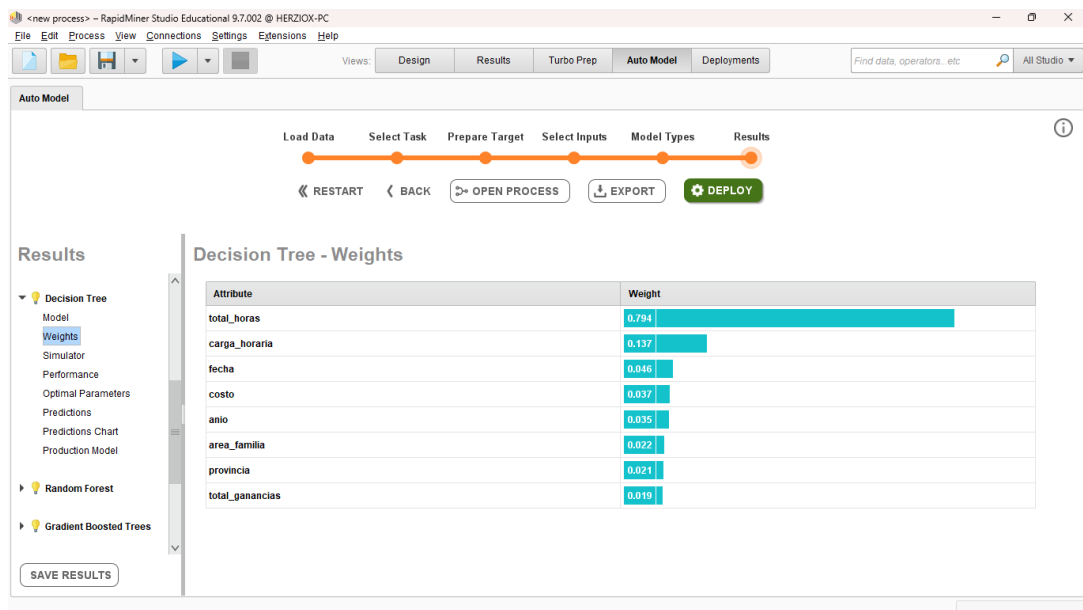 <new process> – RapidMiner Studio Educational 9.7.002 @ HERZIOX-PC
File Edit Process View Connections Settings Extensions Help
Views: Design Results Turbo Prep Auto Model Deployments Find data, operators...etc All Studio
Auto Model
Load Data Select Task Prepare Target Select Inputs Model Types Results
RESTART BACK OPEN PROCESS EXPORT DEPLOY
Results
Decision Tree - Weights
Decision Tree
Model
Weights
Simulator
Performance
Optimal Parameters
Predictions
Predictions Chart
Production Model
Random Forest
Gradient Boosted Trees
SAVE RESULTS
Attribute Weight
total_horas 0.794
carga_horaria 0.137
fecha 0.046
costo 0.037
anio 0.035
area_familia 0.022
provincia 0.021
total_ganancias 0.019